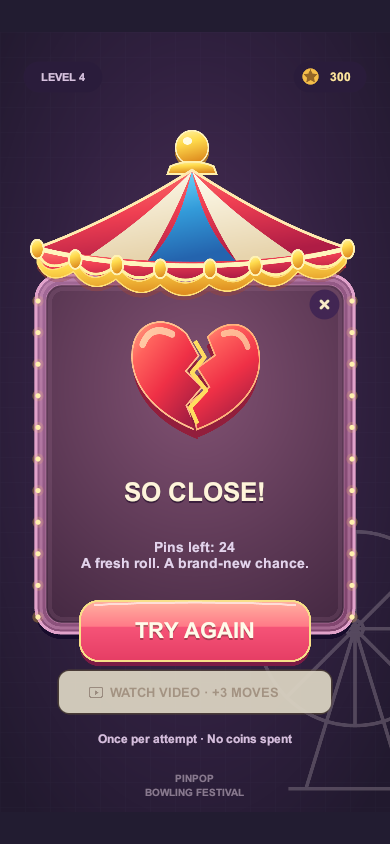 LEVEL 4
300
SO CLOSE!
Pins left: 24
A fresh roll. A brand-new chance.
TRY AGAIN
WATCH VIDEO · +3 MOVES
Once per attempt · No coins spent
PINPOP
BOWLING FESTIVAL